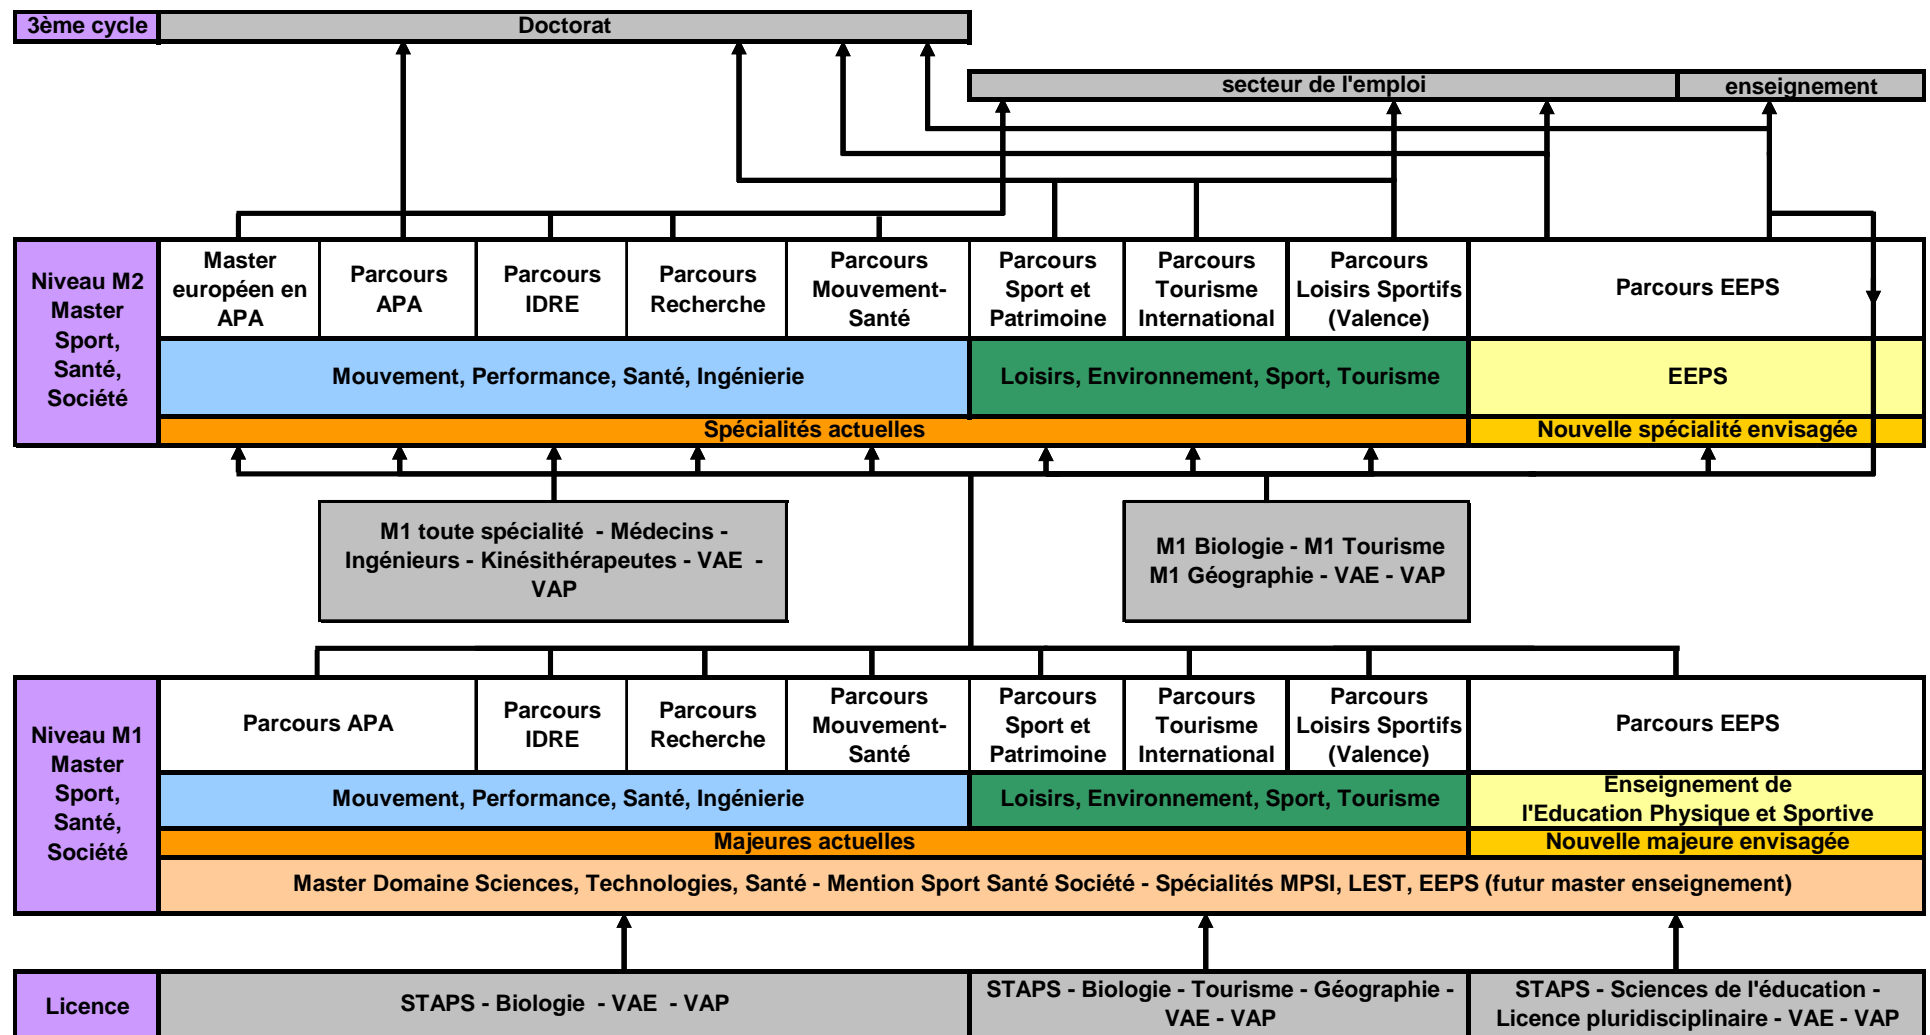 3ème cycle
Doctorat
secteur de l'emploi
enseignement
Niveau M2
Master
Sport,
Santé,
Société
Master
européen en
APA
Parcours
APA
Parcours
IDRE
Parcours
Recherche
Parcours
Mouvement-
Santé
Parcours
Sport et
Patrimoine
Parcours
Tourisme
International
Parcours
Loisirs Sportifs
(Valence)
Parcours EEPS
Mouvement, Performance, Santé, Ingénierie
Loisirs, Environnement, Sport, Tourisme
EEPS
Spécialités actuelles
Nouvelle spécialité envisagée
M1 toute spécialité - Médecins -
Ingénieurs - Kinésithérapeutes - VAE -
VAP
M1 Biologie - M1 Tourisme
M1 Géographie - VAE - VAP
Niveau M1
Master
Sport,
Santé,
Société
Parcours APA
Parcours
IDRE
Parcours
Recherche
Parcours
Mouvement-
Santé
Parcours
Sport et
Patrimoine
Parcours
Tourisme
International
Parcours
Loisirs Sportifs
(Valence)
Parcours EEPS
Mouvement, Performance, Santé, Ingénierie
Loisirs, Environnement, Sport, Tourisme
Enseignement de
l'Education Physique et Sportive
Majeures actuelles
Nouvelle majeure envisagée
Master Domaine Sciences, Technologies, Santé - Mention Sport Santé Société - Spécialités MPSI, LEST, EEPS (futur master enseignement)
Licence
STAPS - Biologie - VAE - VAP
STAPS - Biologie - Tourisme - Géographie -
VAE - VAP
STAPS - Sciences de l'éducation -
Licence pluridisciplinaire - VAE - VAP